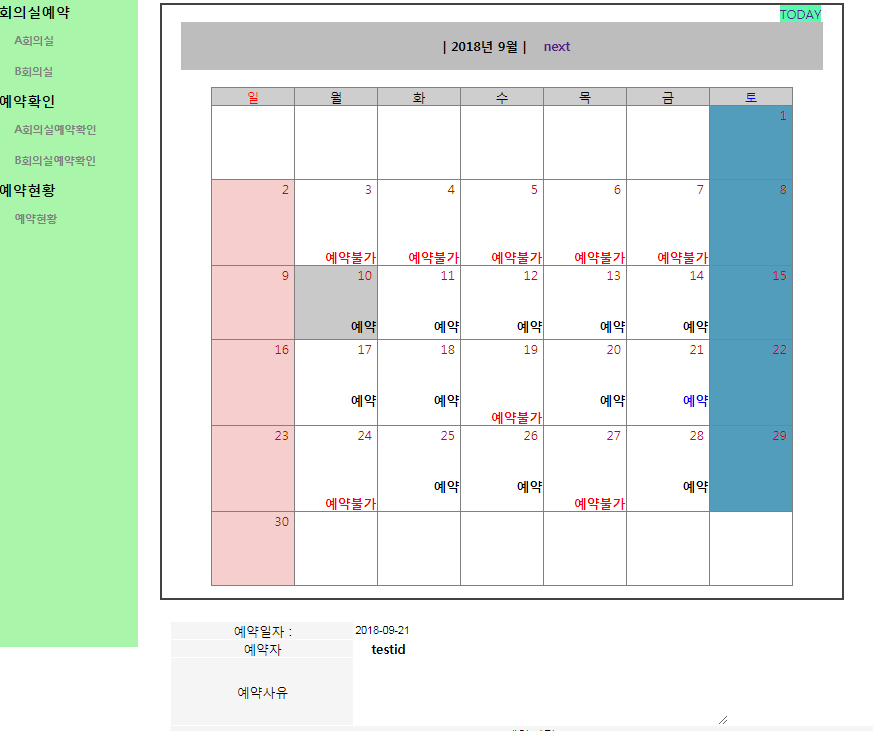 회의실예약
A회의실
B회의실
예약확인
A회의실예약확인
B회의실예약확인
예약현황
예약현황
TODAY
| 2018년 9월 | next
일 월 화 수 목 금 토
1
2 3 4 5 6 7 8
예약불가 예약불가 예약불가 예약불가 예약불가
9 10 11 12 13 14 15
예약 예약 예약 예약 예약
16 17 18 19 20 21 22
예약 예약 예약 예약
예약불가
23 24 25 26 27 28 29
예약 예약 예약
예약불가 예약불가
30
예약일자 : 2018-09-21
예약자 testid
예약사유